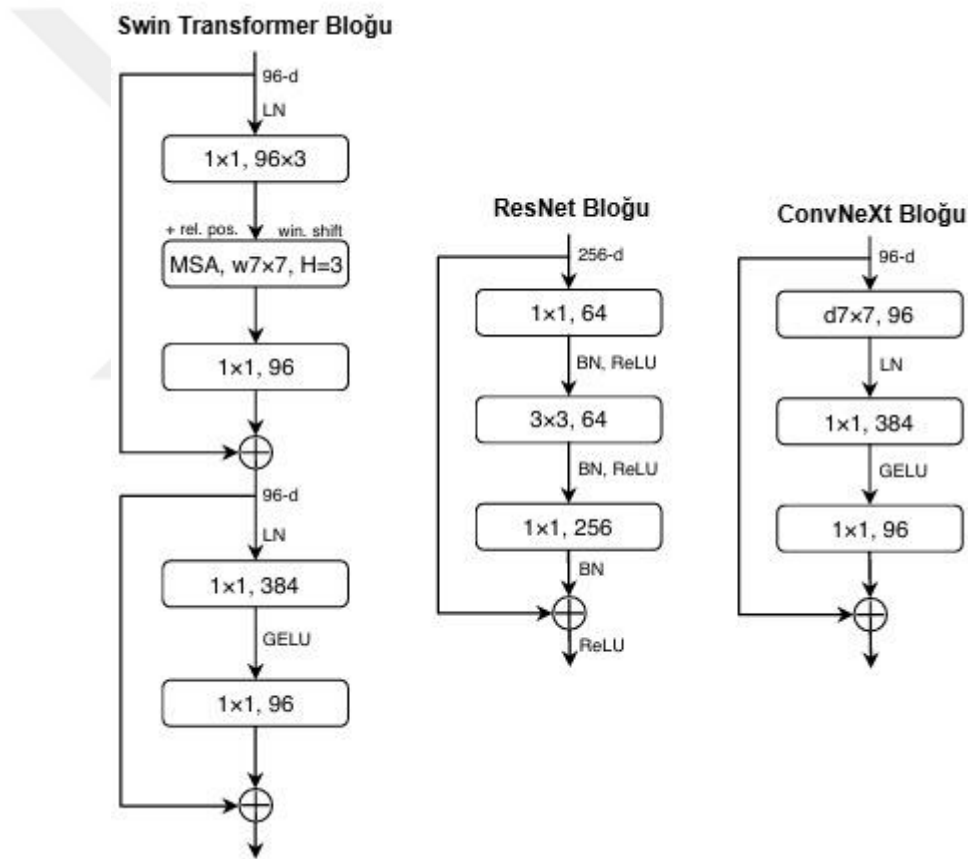 Swin Transformer Bloğu
96-d
LN
1×1, 96×3
+ rel. pos. win. shift
MSA, w7×7, H=3
1×1, 96
96-d
LN
1×1, 384
GELU
1×1, 96
ResNet Bloğu
256-d
1×1, 64
BN, ReLU
3×3, 64
BN, ReLU
1×1, 256
BN
ReLU
ConvNeXt Bloğu
96-d
d7×7, 96
LN
1×1, 384
GELU
1×1, 96